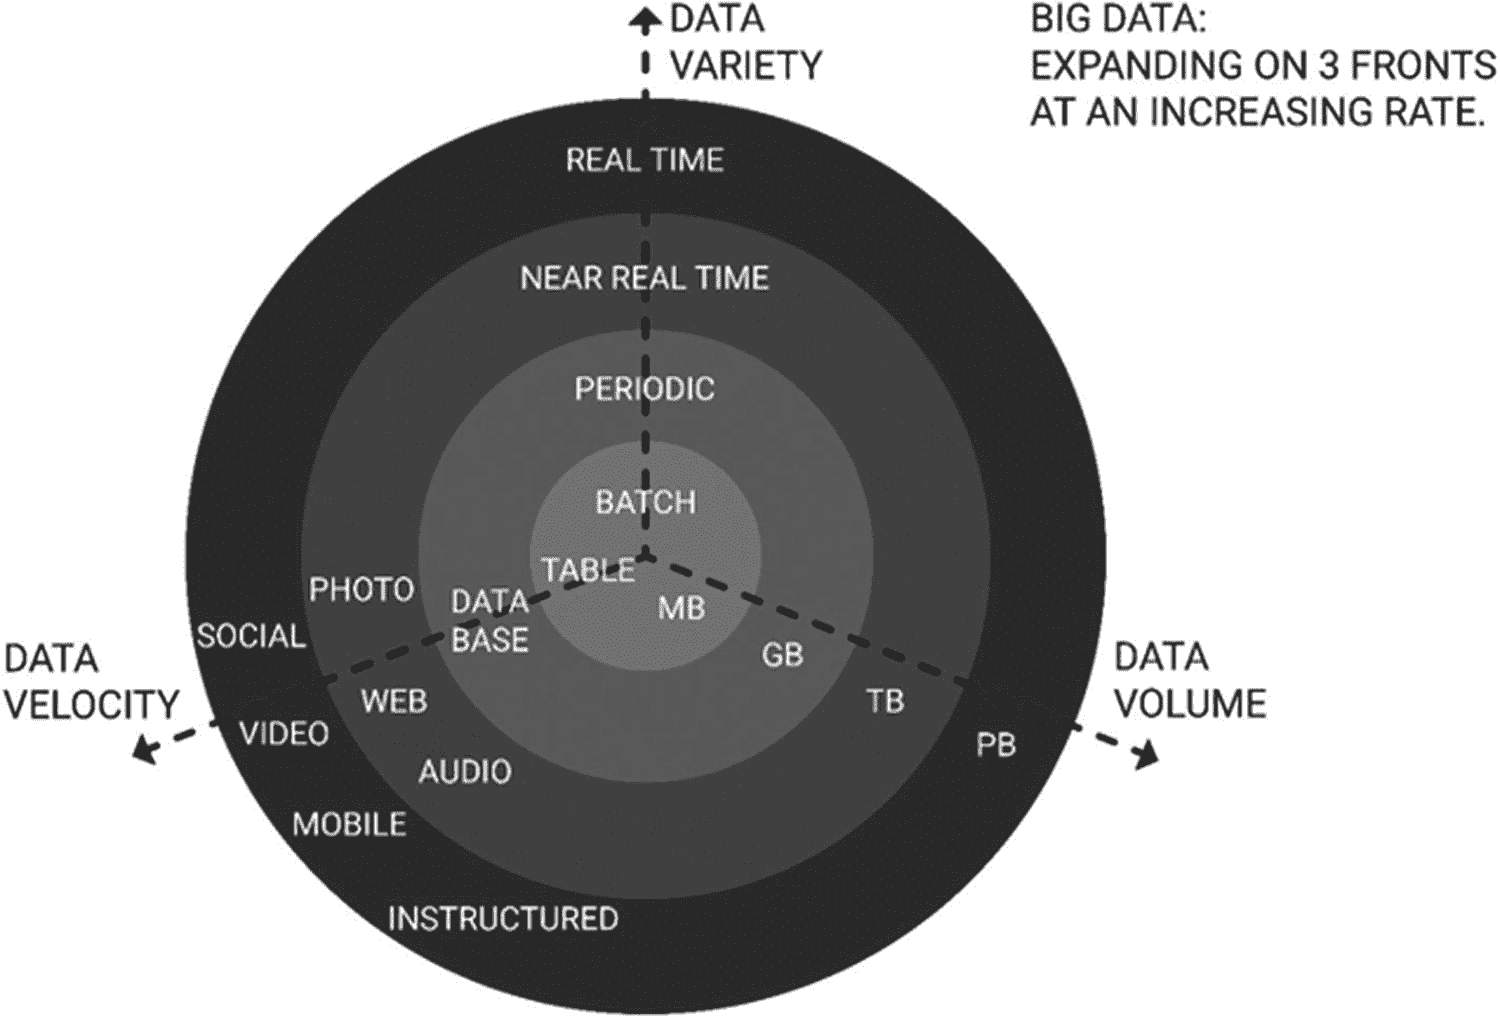 DATA
VARIETY
BIG DATA:
EXPANDING ON 3 FRONTS
AT AN INCREASING RATE.
REAL TIME
NEAR REAL TIME
PERIODIC
BATCH
TABLE
MB
PHOTO
DATA
BASE
GB
SOCIAL
DATA
VELOCITY
WEB
TB
DATA
VOLUME
VIDEO
PB
AUDIO
MOBILE
INSTRUCTURED